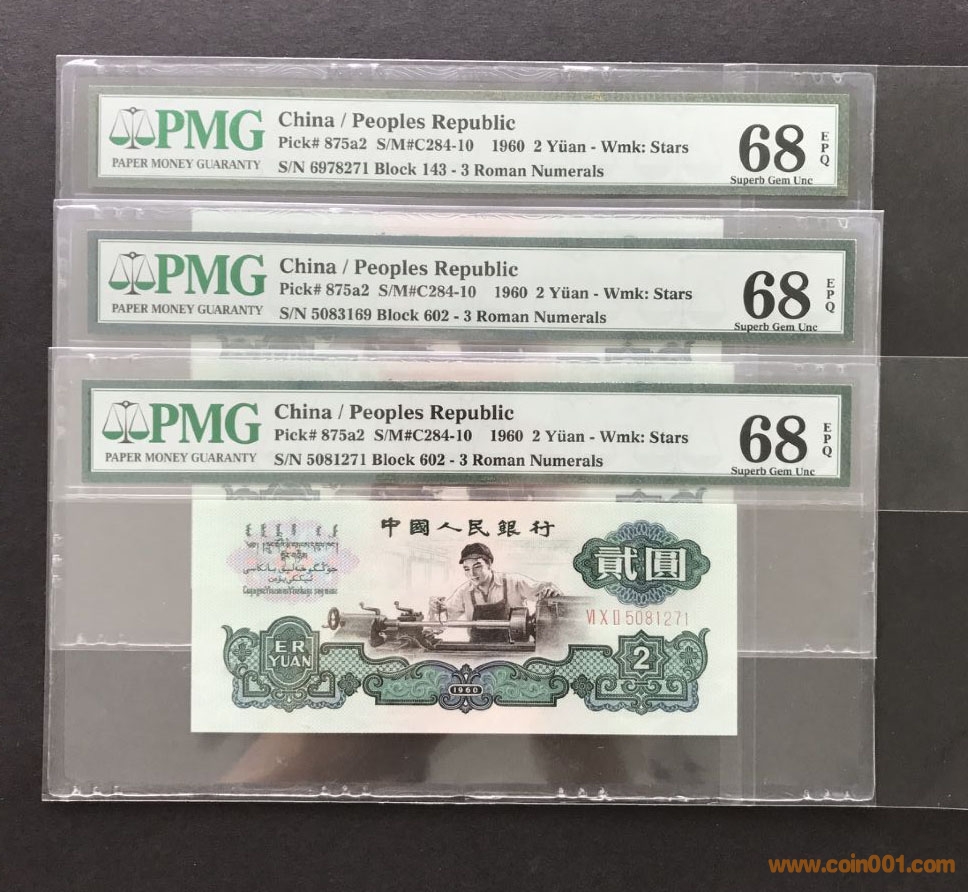 PMG
PAPER MONEY GUARANTY
China / Peoples Republic
Pick# 875a2 S/M#C284-10 1960 2 Yüan - Wmk: Stars
S/N 6978271 Block 143 - 3 Roman Numerals
68
EPQ
Superb Gem Unc
PMG
PAPER MONEY GUARANTY
China / Peoples Republic
Pick# 875a2 S/M#C284-10 1960 2 Yüan - Wmk: Stars
S/N 5083169 Block 602 - 3 Roman Numerals
68
EPQ
Superb Gem Unc
PMG
PAPER MONEY GUARANTY
China / Peoples Republic
Pick# 875a2 S/M#C284-10 1960 2 Yüan - Wmk: Stars
S/N 5081271 Block 602 - 3 Roman Numerals
68
EPQ
Superb Gem Unc
中國人民銀行
貳圓
ⅥⅩⅡ5081271
ER
YUAN
2
1960
www.coin001.com